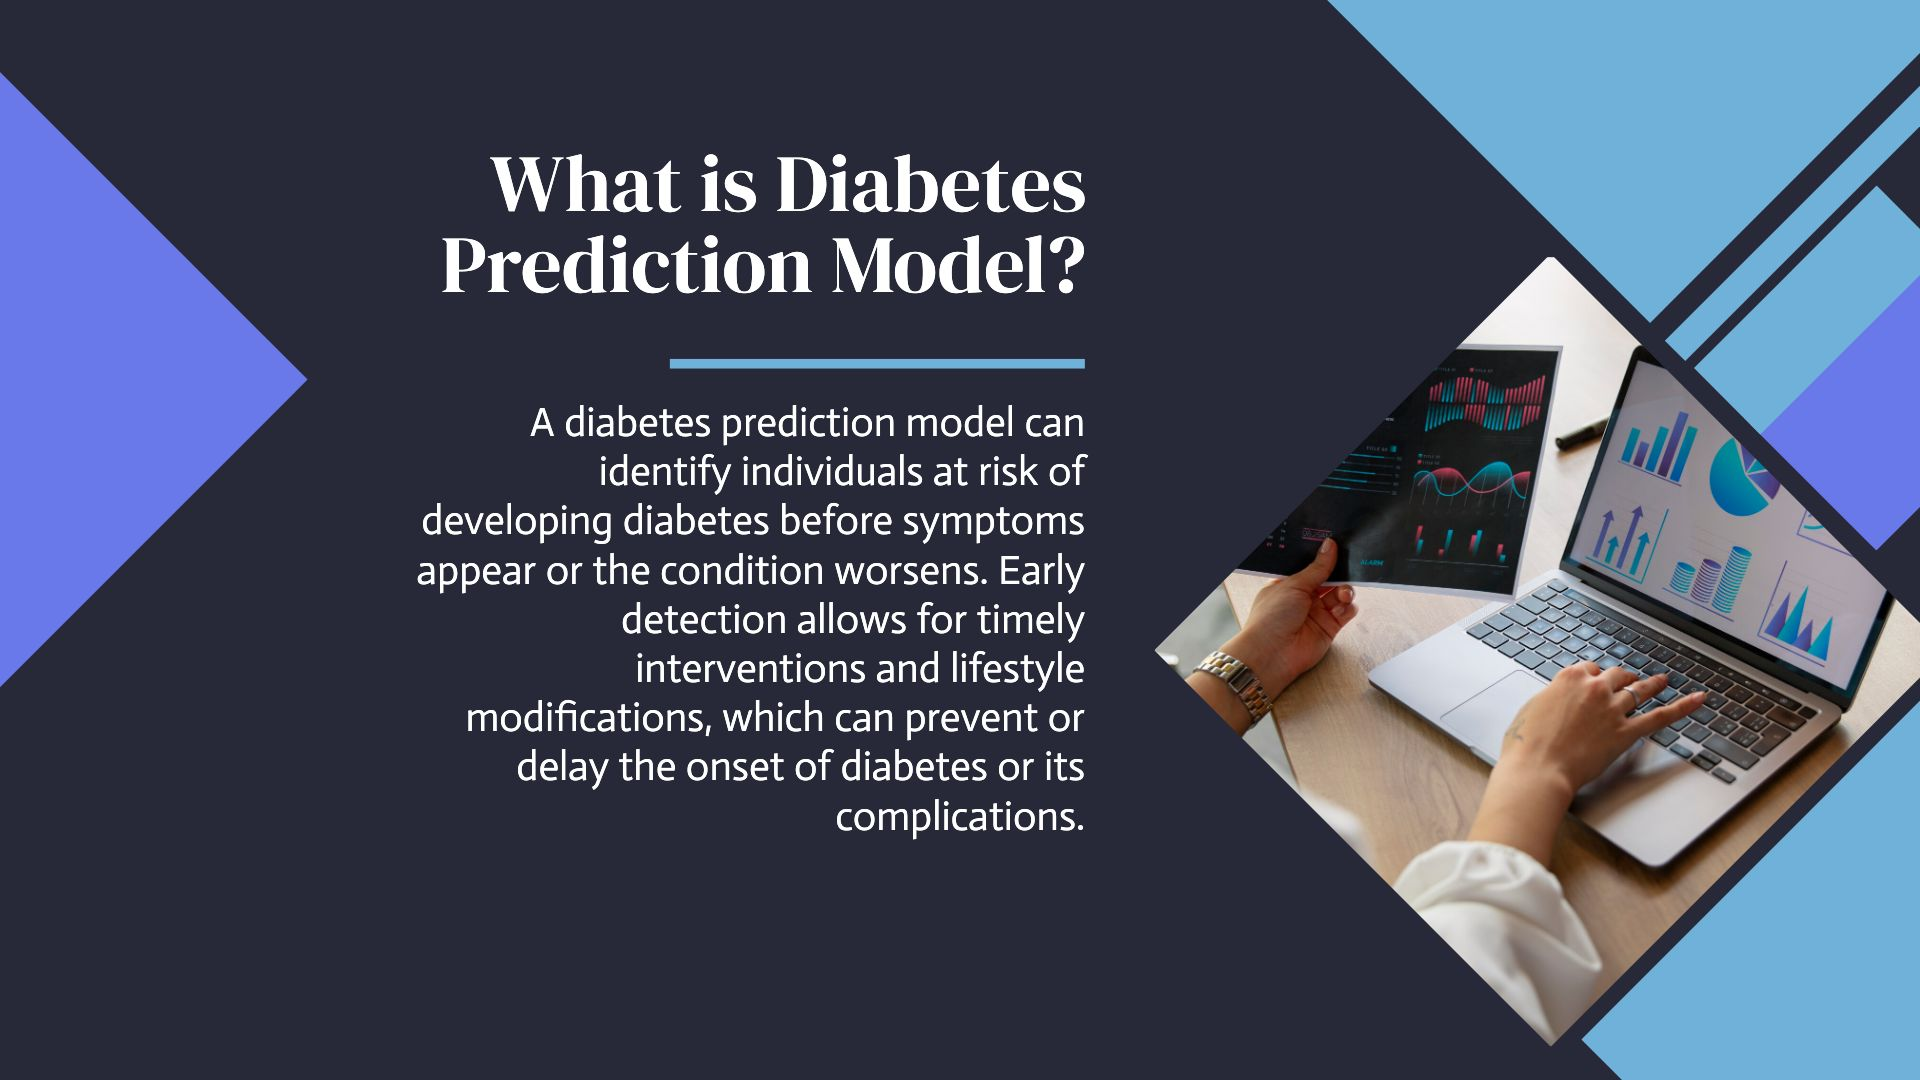 What is Diabetes
Prediction Model?
A diabetes prediction model can
identify individuals at risk of
developing diabetes before symptoms
appear or the condition worsens. Early
detection allows for timely
interventions and lifestyle
modifications, which can prevent or
delay the onset of diabetes or its
complications.
ALARM